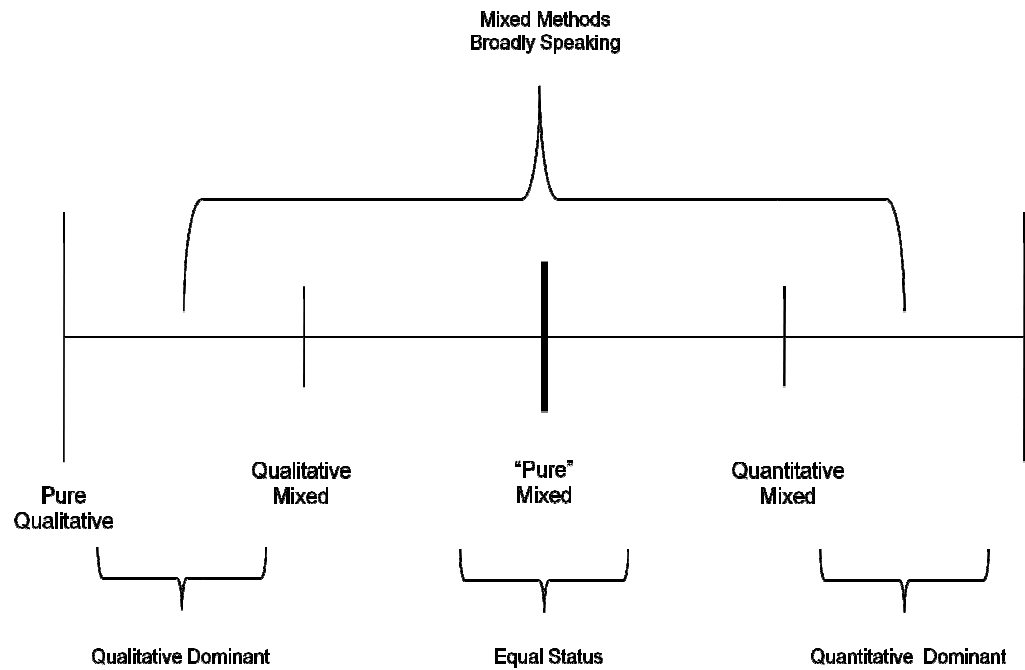 Mixed Methods
Broadly Speaking
Qualitative
Mixed
"Pure"
Mixed
Quantitative
Mixed
Pure
Qualitative
Qualitative Dominant
Equal Status
Quantitative Dominant